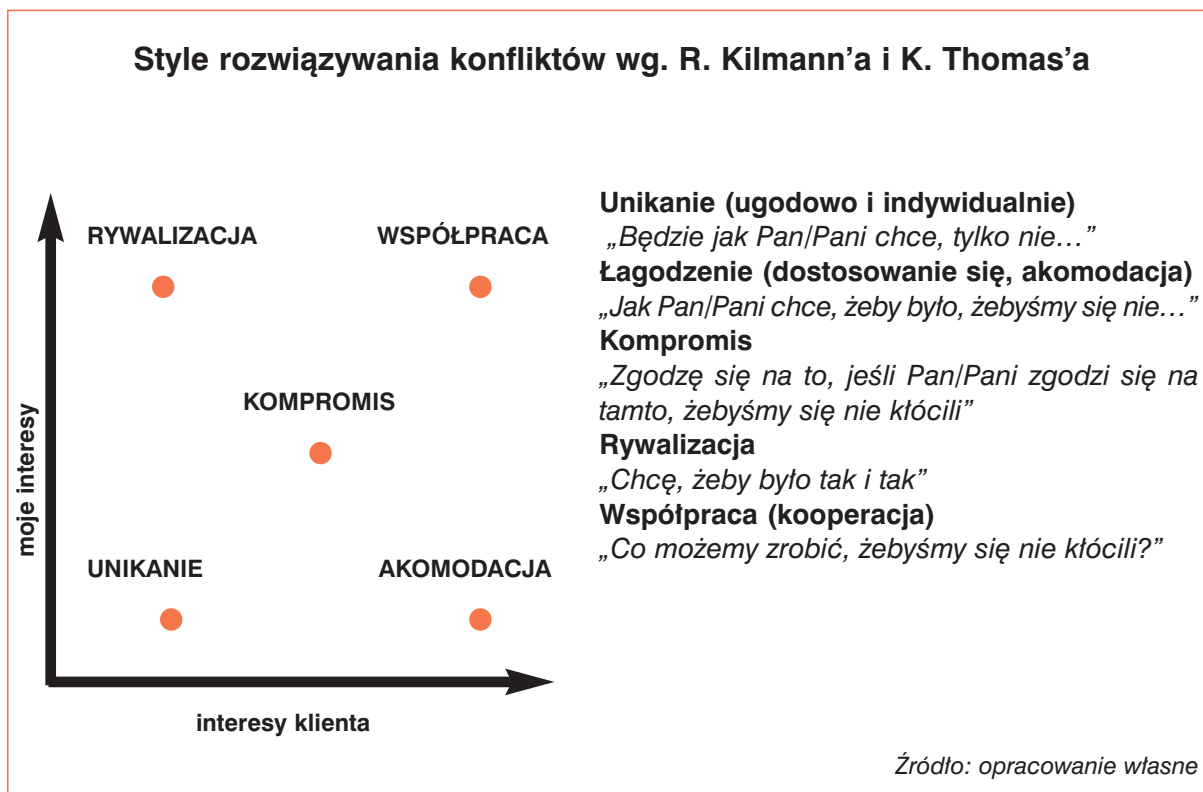 Style rozwiązywania konfliktów wg. R. Kilmann’a i K. Thomas’a
RYWALIZACJA
WSPÓŁPRACA
KOMPROMIS
UNIKANIE
AKOMODACJA
moje interesy
interesy klienta
Unikanie (ugodowo i indywidualnie)
„Będzie jak Pan/Pani chce, tylko nie…”
Łagodzenie (dostosowanie się, akomodacja)
„Jak Pan/Pani chce, żeby było, żebyśmy się nie…”
Kompromis
„Zgodzę się na to, jeśli Pan/Pani zgodzi się na
tamto, żebyśmy się nie kłócili”
Rywalizacja
„Chcę, żeby było tak i tak”
Współpraca (kooperacja)
„Co możemy zrobić, żebyśmy się nie kłócili?”
Źródło: opracowanie własne